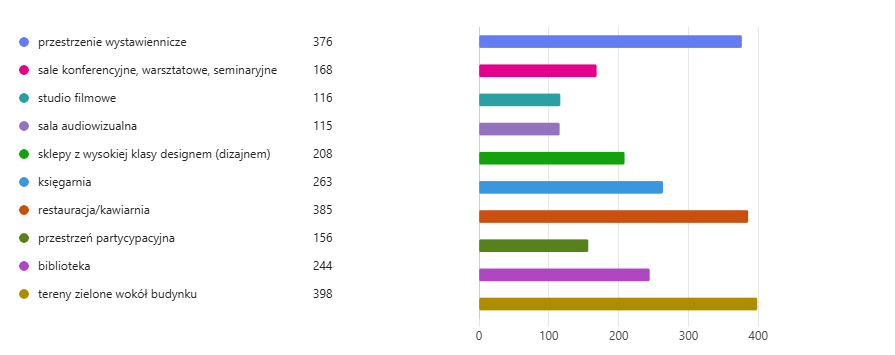 przestrzenie wystawiennicze 376
sale konferencyjne, warsztatowe, seminaryjne 168
studio filmowe 116
sala audiowizualna 115
sklepy z wysokiej klasy designem (dizajnem) 208
księgarnia 263
restauracja/kawiarnia 385
przestrzeń partycypacyjna 156
biblioteka 244
tereny zielone wokół budynku 398
0 100 200 300 400